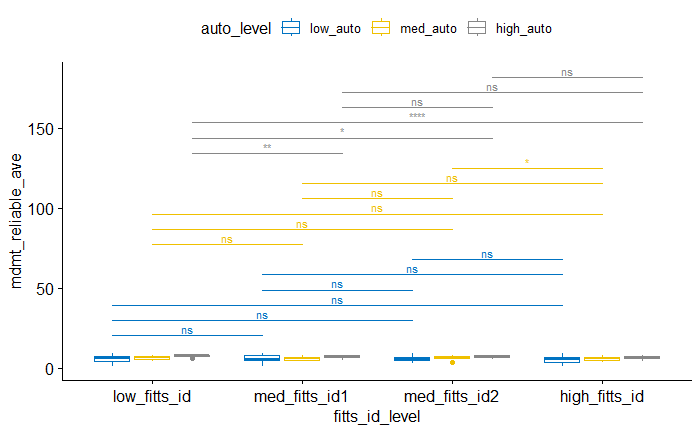 auto_level low_auto med_auto high_auto
ns
ns
ns
****
*
**
*
ns
ns
ns
ns
ns
ns
ns
ns
ns
ns
ns
150
100
50
0
mdmt_reliable_ave
low_fitts_id med_fitts_id1 med_fitts_id2 high_fitts_id
fitts_id_level